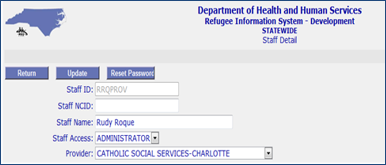 Department of Health and Human Services
Refugee Information System - Development
STATEWIDE
Staff Detail
Return Update Reset Password
Staff ID: RRQPROV
Staff NCID:
Staff Name: Rudy Roque
Staff Access: ADMINISTRATOR
Provider: CATHOLIC SOCIAL SERVICES-CHARLOTTE